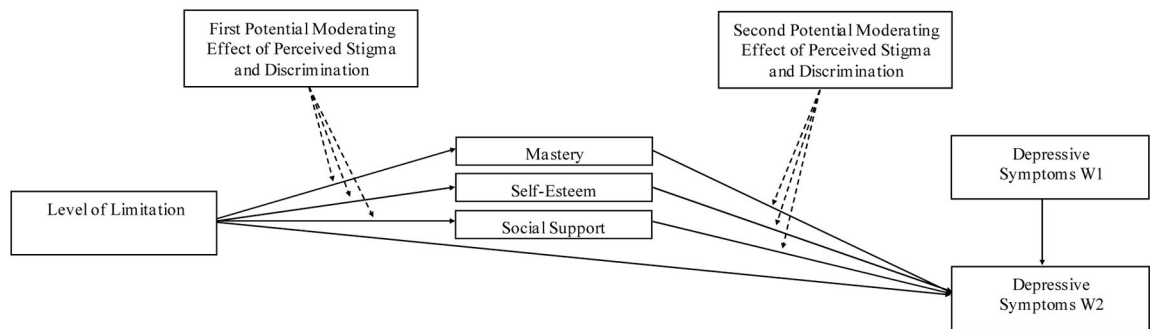 First Potential Moderating
Effect of Perceived Stigma
and Discrimination
Second Potential Moderating
Effect of Perceived Stigma
and Discrimination
Mastery
Self-Esteem
Social Support
Level of Limitation
Depressive
Symptoms W1
Depressive
Symptoms W2